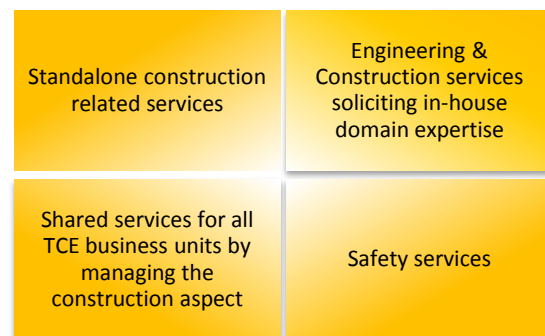 Standalone construction
related services
Engineering &
Construction services
soliciting in-house
domain expertise
Shared services for all
TCE business units by
managing the
construction aspect
Safety services